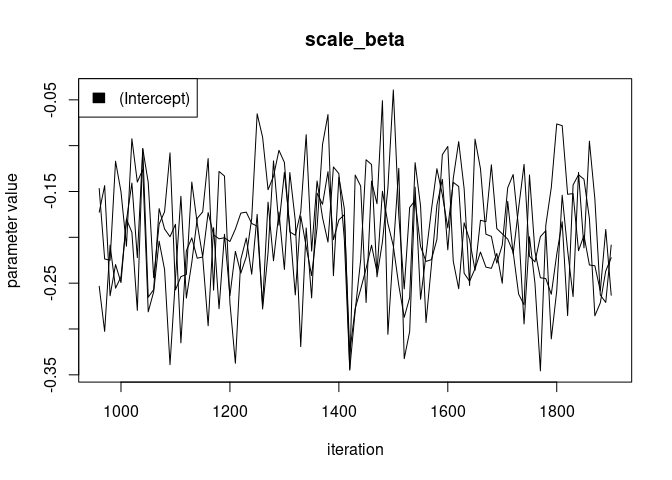 scale_beta
(Intercept)
parameter value
-0.05
-0.15
-0.25
-0.35
1000 1200 1400 1600 1800
iteration